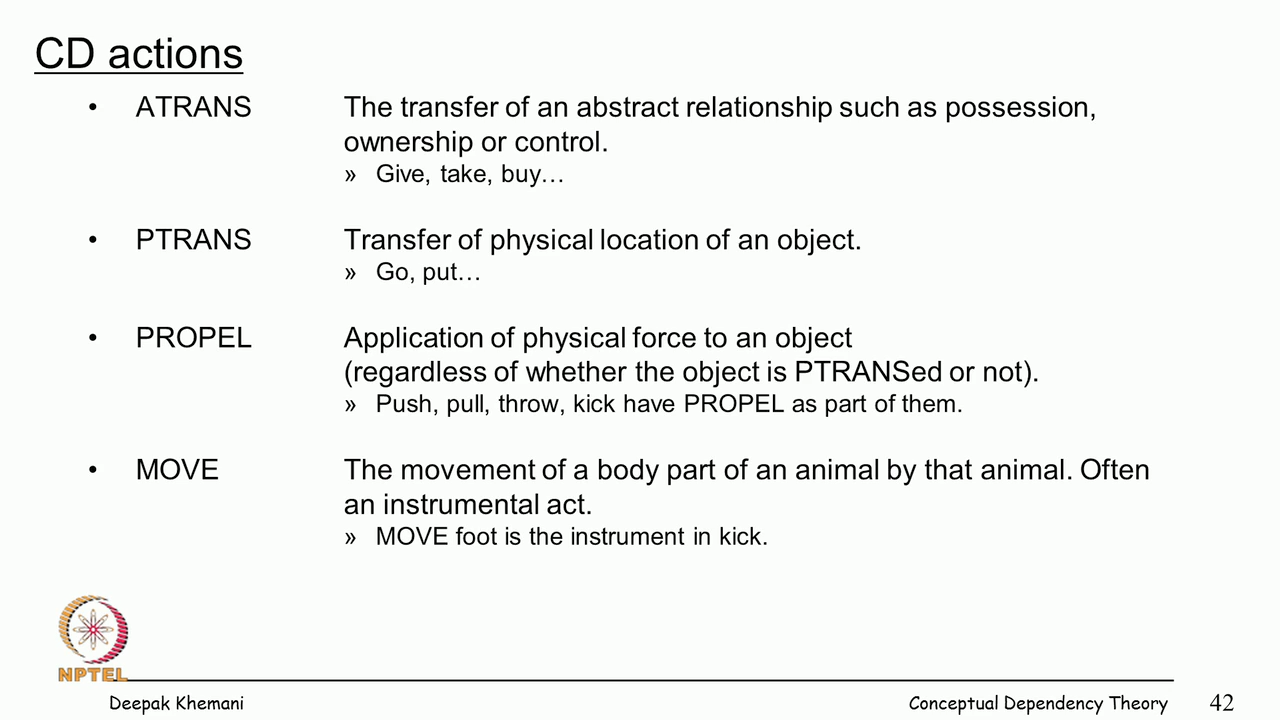 CD actions
• ATRANS The transfer of an abstract relationship such as possession,
ownership or control.
» Give, take, buy…
• PTRANS Transfer of physical location of an object.
» Go, put…
• PROPEL Application of physical force to an object
(regardless of whether the object is PTRANSed or not).
» Push, pull, throw, kick have PROPEL as part of them.
• MOVE The movement of a body part of an animal by that animal. Often
an instrumental act.
» MOVE foot is the instrument in kick.
NPTEL
Deepak Khemani Conceptual Dependency Theory 42